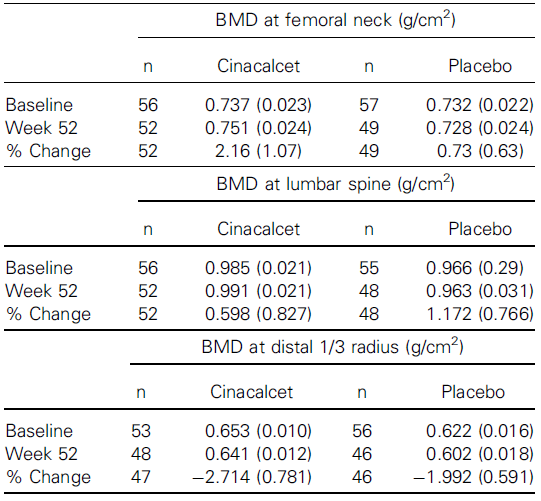 BMD at femoral neck (g/cm²)
n Cinacalcet n Placebo
Baseline 56 0.737 (0.023) 57 0.732 (0.022)
Week 52 52 0.751 (0.024) 49 0.728 (0.024)
% Change 52 2.16 (1.07) 49 0.73 (0.63)
BMD at lumbar spine (g/cm²)
n Cinacalcet n Placebo
Baseline 56 0.985 (0.021) 55 0.966 (0.29)
Week 52 52 0.991 (0.021) 48 0.963 (0.031)
% Change 52 0.598 (0.827) 48 1.172 (0.766)
BMD at distal 1/3 radius (g/cm²)
n Cinacalcet n Placebo
Baseline 53 0.653 (0.010) 56 0.622 (0.016)
Week 52 48 0.641 (0.012) 46 0.602 (0.018)
% Change 47 −2.714 (0.781) 46 −1.992 (0.591)